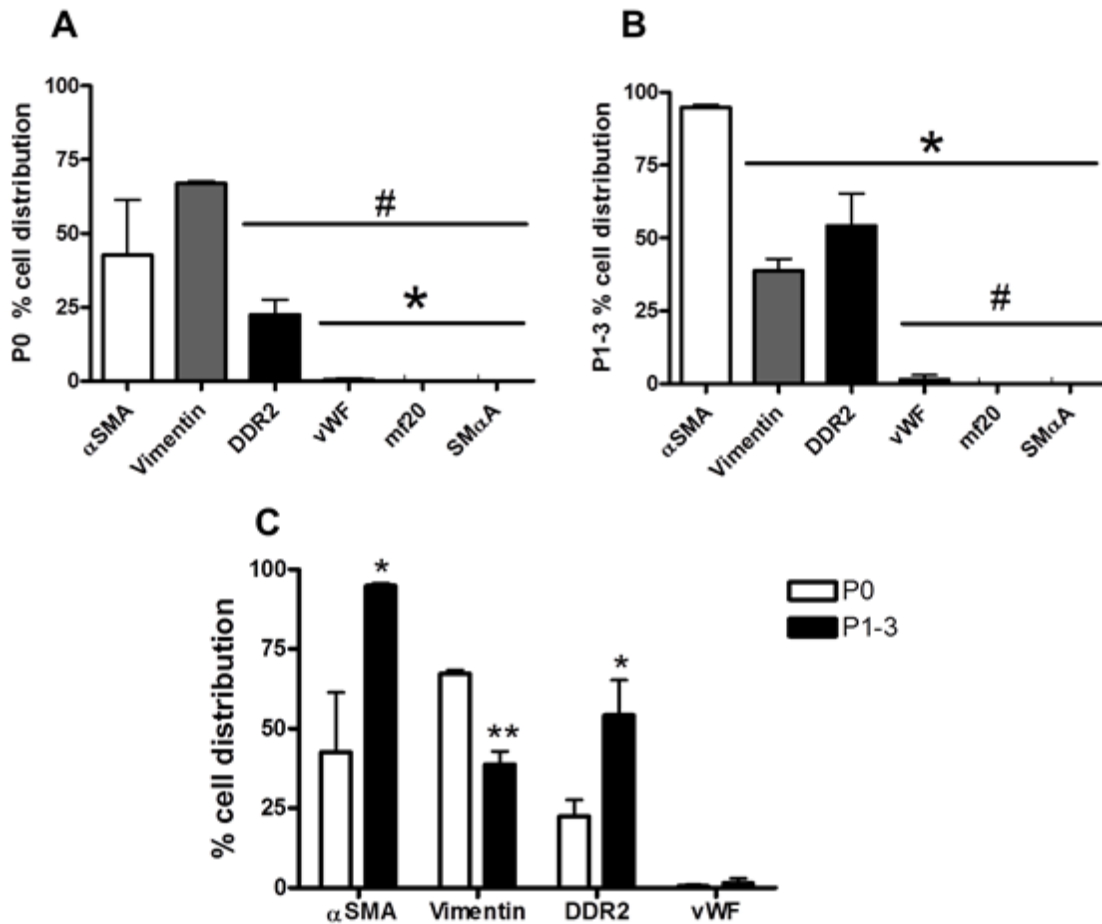 A
P0 % cell distribution
100
75
50
25
0
#
*
αSMA
Vimentin
DDR2
vWF
mf20
SMαA
B
P1-3 % cell distribution
100
75
50
25
0
*
#
αSMA
Vimentin
DDR2
vWF
mf20
SMαA
C
% cell distribution
100
75
50
25
0
*
**
*
αSMA
Vimentin
DDR2
vWF
P0
P1-3